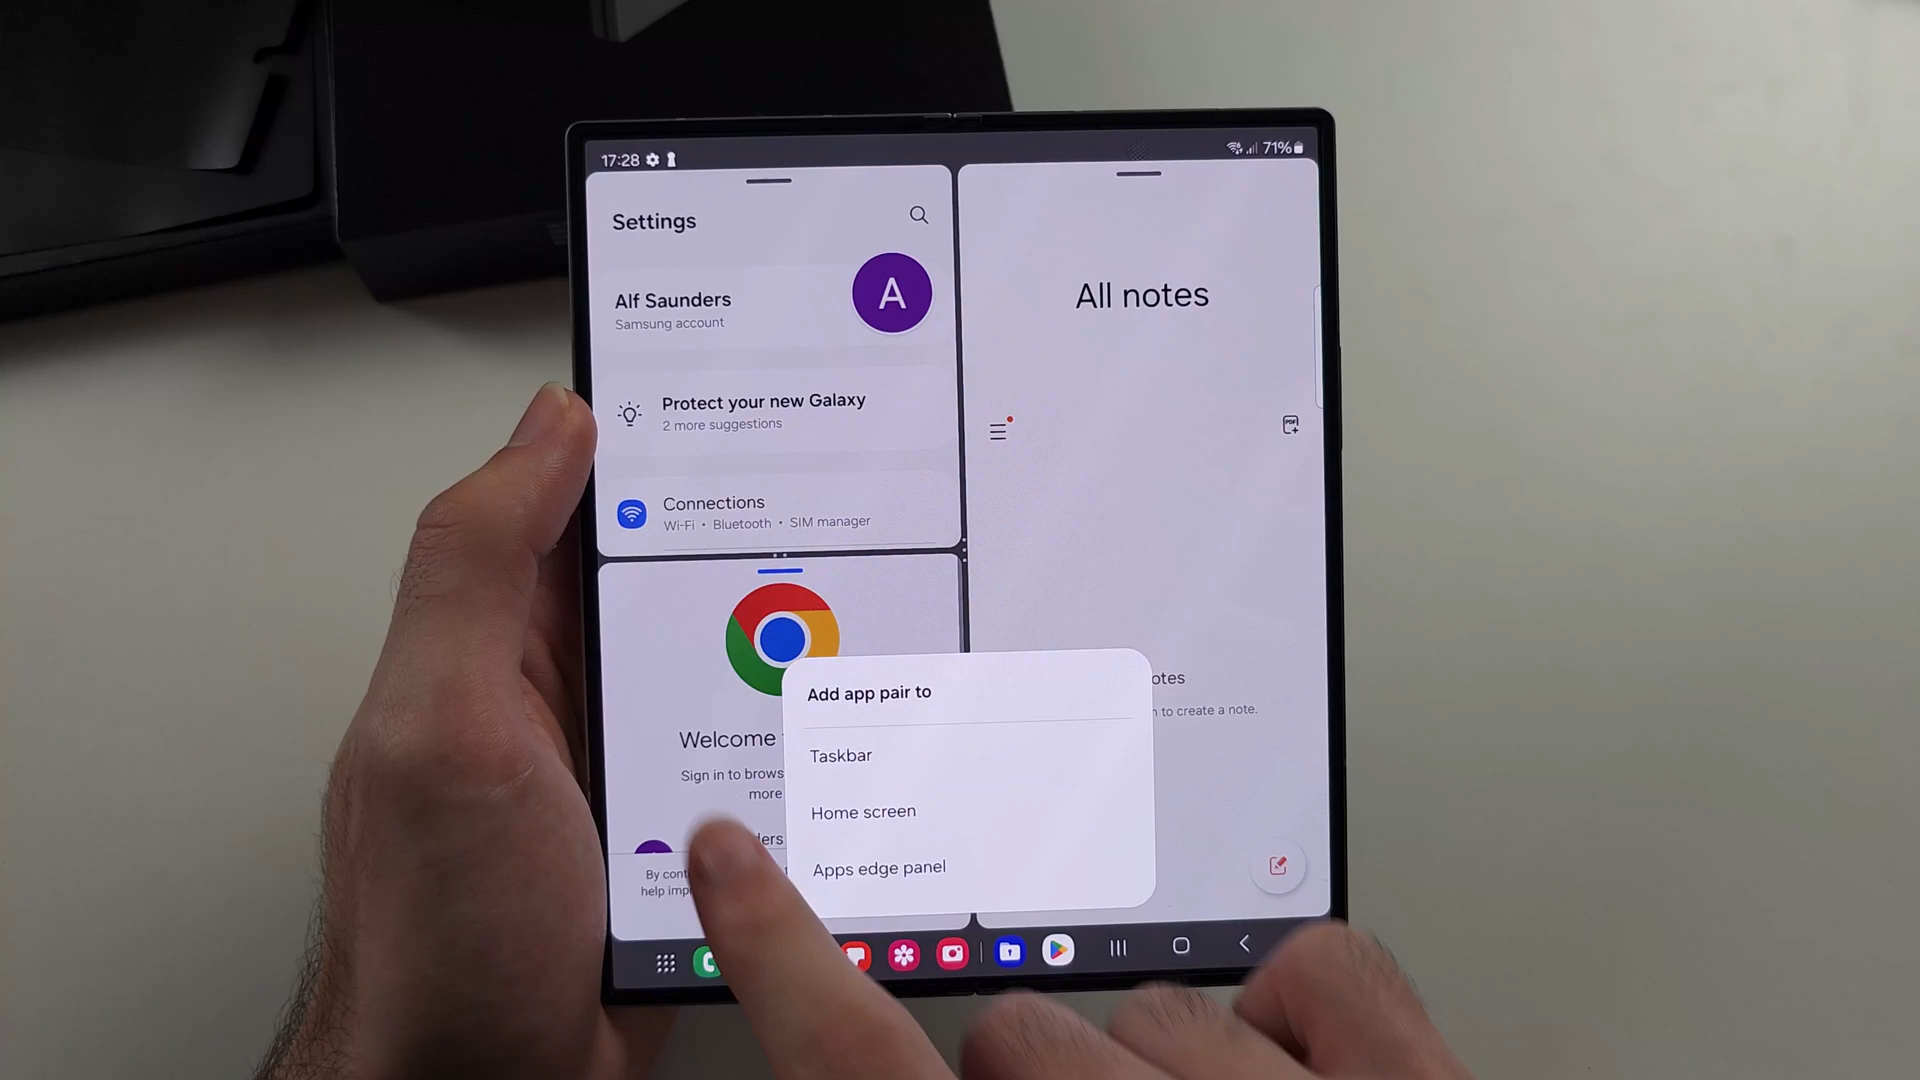 17:28
71%
Settings
Alf Saunders
Samsung account
A
Protect your new Galaxy
2 more suggestions
Connections
Wi-Fi • Bluetooth • SIM manager
All notes
PDF
Welcome
Sign in to brows
more
ders
By cont
help imp
Add app pair to
Taskbar
Home screen
Apps edge panel
otes
n to create a note.